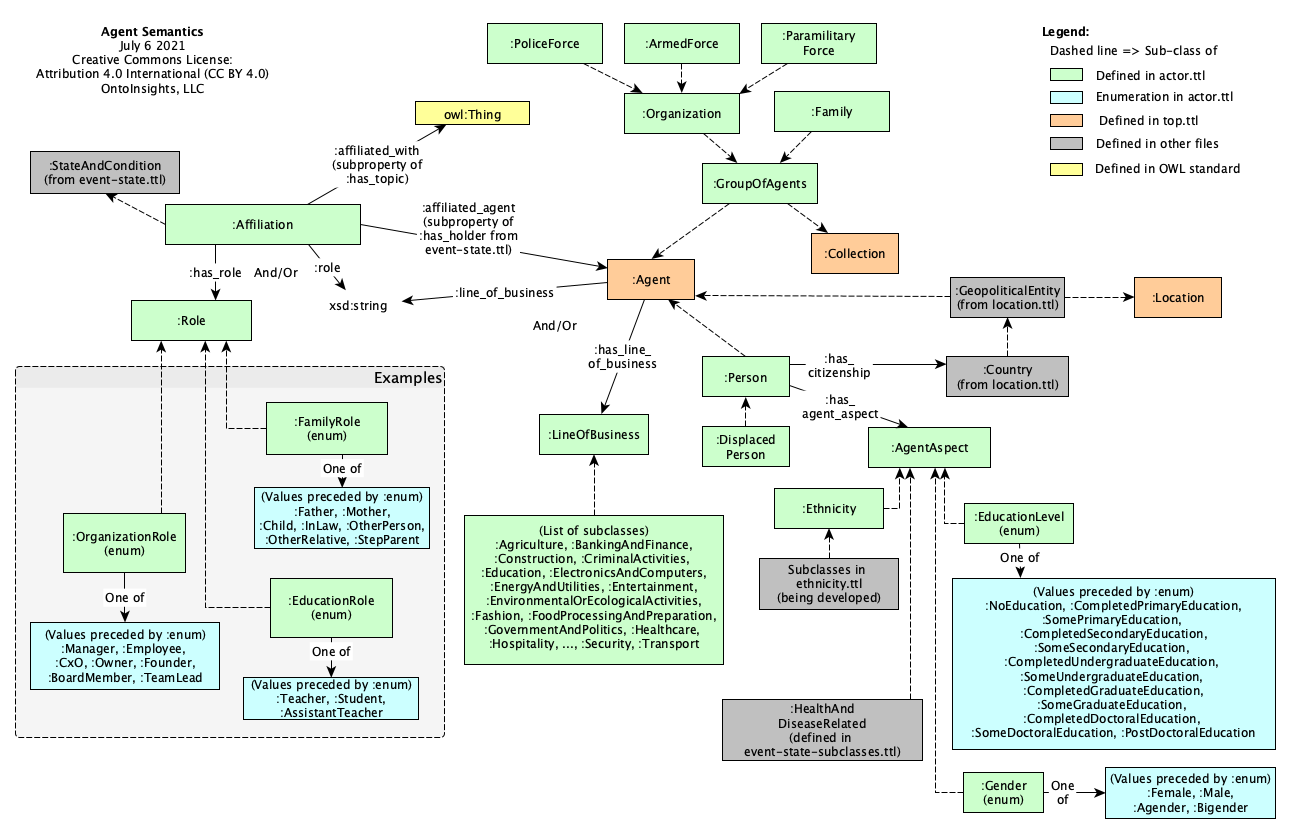 Agent Semantics
July 6 2021
Creative Commons License:
Attribution 4.0 International (CC BY 4.0)
OntoInsights, LLC
:PoliceForce
:ArmedForce
:Paramilitary
Force
Legend:
Dashed line => Sub-class of
Defined in actor.ttl
Enumeration in actor.ttl
Defined in top.ttl
Defined in other files
Defined in OWL standard
owl:Thing
:Organization
:Family
:affiliated_with
(subproperty of
:has_topic)
:StateAndCondition
(from event-state.ttl)
:GroupOfAgents
:Affiliation
:affiliated_agent
(subproperty of
:has_holder from
event-state.ttl)
:Collection
:has_role
And/Or
:role
xsd:string
:line_of_business
:Agent
:GeopoliticalEntity
(from location.ttl)
:Location
:Role
And/Or
:has_line_
of_business
:Person
:has_
citizenship
:Country
(from location.ttl)
:has_
agent_aspect
Examples
:FamilyRole
(enum)
One of
(Values preceded by :enum)
:Father, :Mother,
:Child, :InLaw, :OtherPerson,
:OtherRelative, :StepParent
:LineOfBusiness
:Displaced
Person
:AgentAspect
:OrganizationRole
(enum)
One of
(Values preceded by :enum)
:Manager, :Employee,
:CxO, :Owner, :Founder,
:BoardMember, :TeamLead
:EducationRole
(enum)
One of
(Values preceded by :enum)
:Teacher, :Student,
:AssistantTeacher
(List of subclasses)
:Agriculture, :BankingAndFinance,
:Construction, :CriminalActivities,
:Education, :ElectronicsAndComputers,
:EnergyAndUtilities, :Entertainment,
:EnvironmentalOrEcologicalActivities,
:Fashion, :FoodProcessingAndPreparation,
:GovernmentAndPolitics, :Healthcare,
:Hospitality, ..., :Security, :Transport
:Ethnicity
Subclasses in
ethnicity.ttl
(being developed)
:EducationLevel
(enum)
One of
(Values preceded by :enum)
:NoEducation, :CompletedPrimaryEducation,
:SomePrimaryEducation,
:CompletedSecondaryEducation,
:SomeSecondaryEducation,
:CompletedUndergraduateEducation,
:SomeUndergraduateEducation,
:CompletedGraduateEducation,
:SomeGraduateEducation,
:CompletedDoctoralEducation,
:SomeDoctoralEducation, :PostDoctoralEducation
:HealthAnd
DiseaseRelated
(defined in
event-state-subclasses.ttl)
:Gender
(enum)
One
of
(Values preceded by :enum)
:Female, :Male,
:Agender, :Bigender